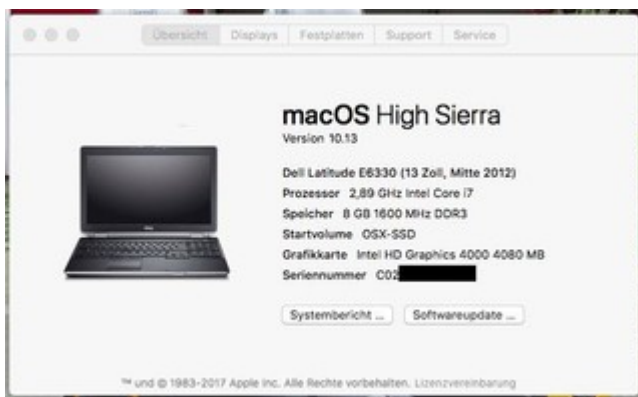 Übersicht Displays Festplatten Support Service
macOS High Sierra
Version 10.13
Dell Latitude E6330 (13 Zoll, Mitte 2012)
Prozessor 2,89 GHz Intel Core i7
Speicher 8 GB 1600 MHz DDR3
Startvolume OSX-SSD
Grafikkarte Intel HD Graphics 4000 4080 MB
Seriennummer C02
Systembericht ... Softwareupdate ...
™ und © 1983-2017 Apple Inc. Alle Rechte vorbehalten. Lizenzvereinbarung